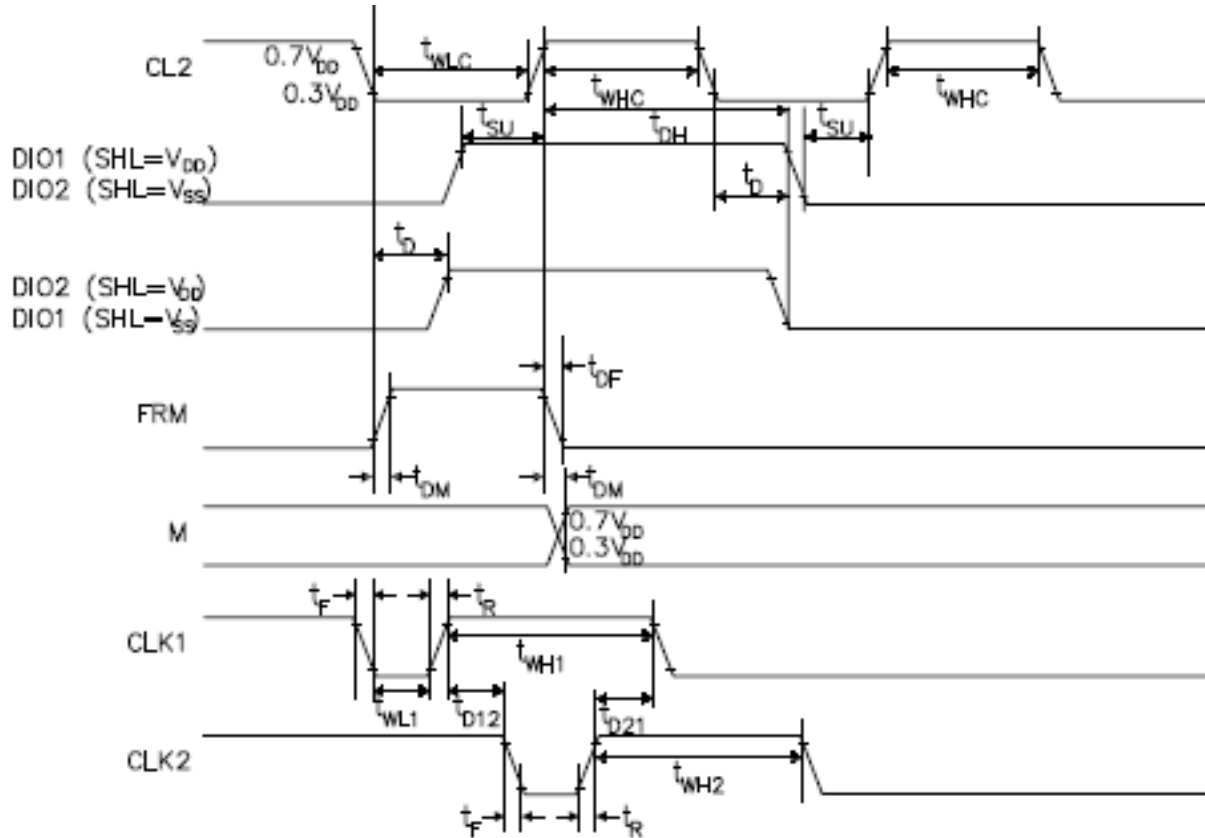 CL2
0.7VDD
0.3VDD
tWLC
tWHC
tWHC
tSU
tDH
tSU
DIO1 (SHL=VDD)
DIO2 (SHL=VSS)
tD
tD
DIO2 (SHL=VDD)
DIO1 (SHL=VSS)
tDF
FRM
tDM
tDM
M
0.7VDD
0.3VDD
tF
tR
CLK1
tWH1
tWL1
tD12
tD21
CLK2
tWH2
tF
tR